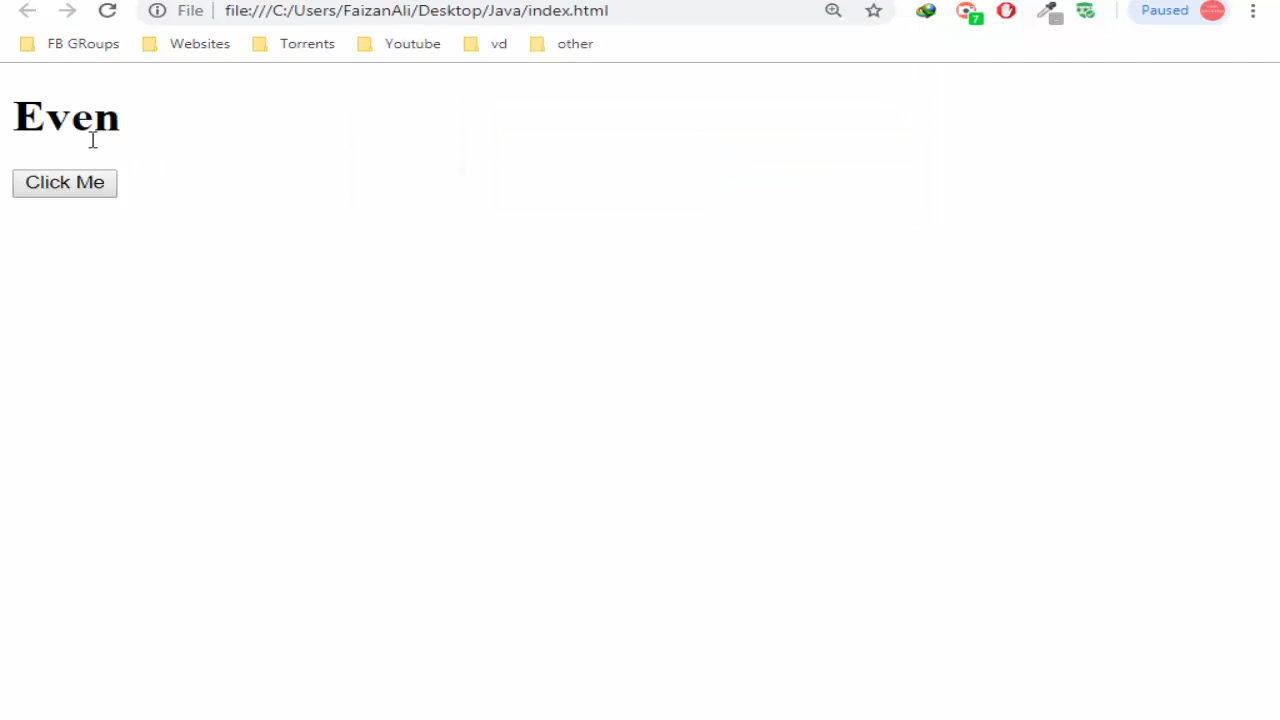 File file:///C:/Users/FaizanAli/Desktop/Java/index.html Paused
7
FB GRoups Websites Torrents Youtube vd other
Even
Click Me